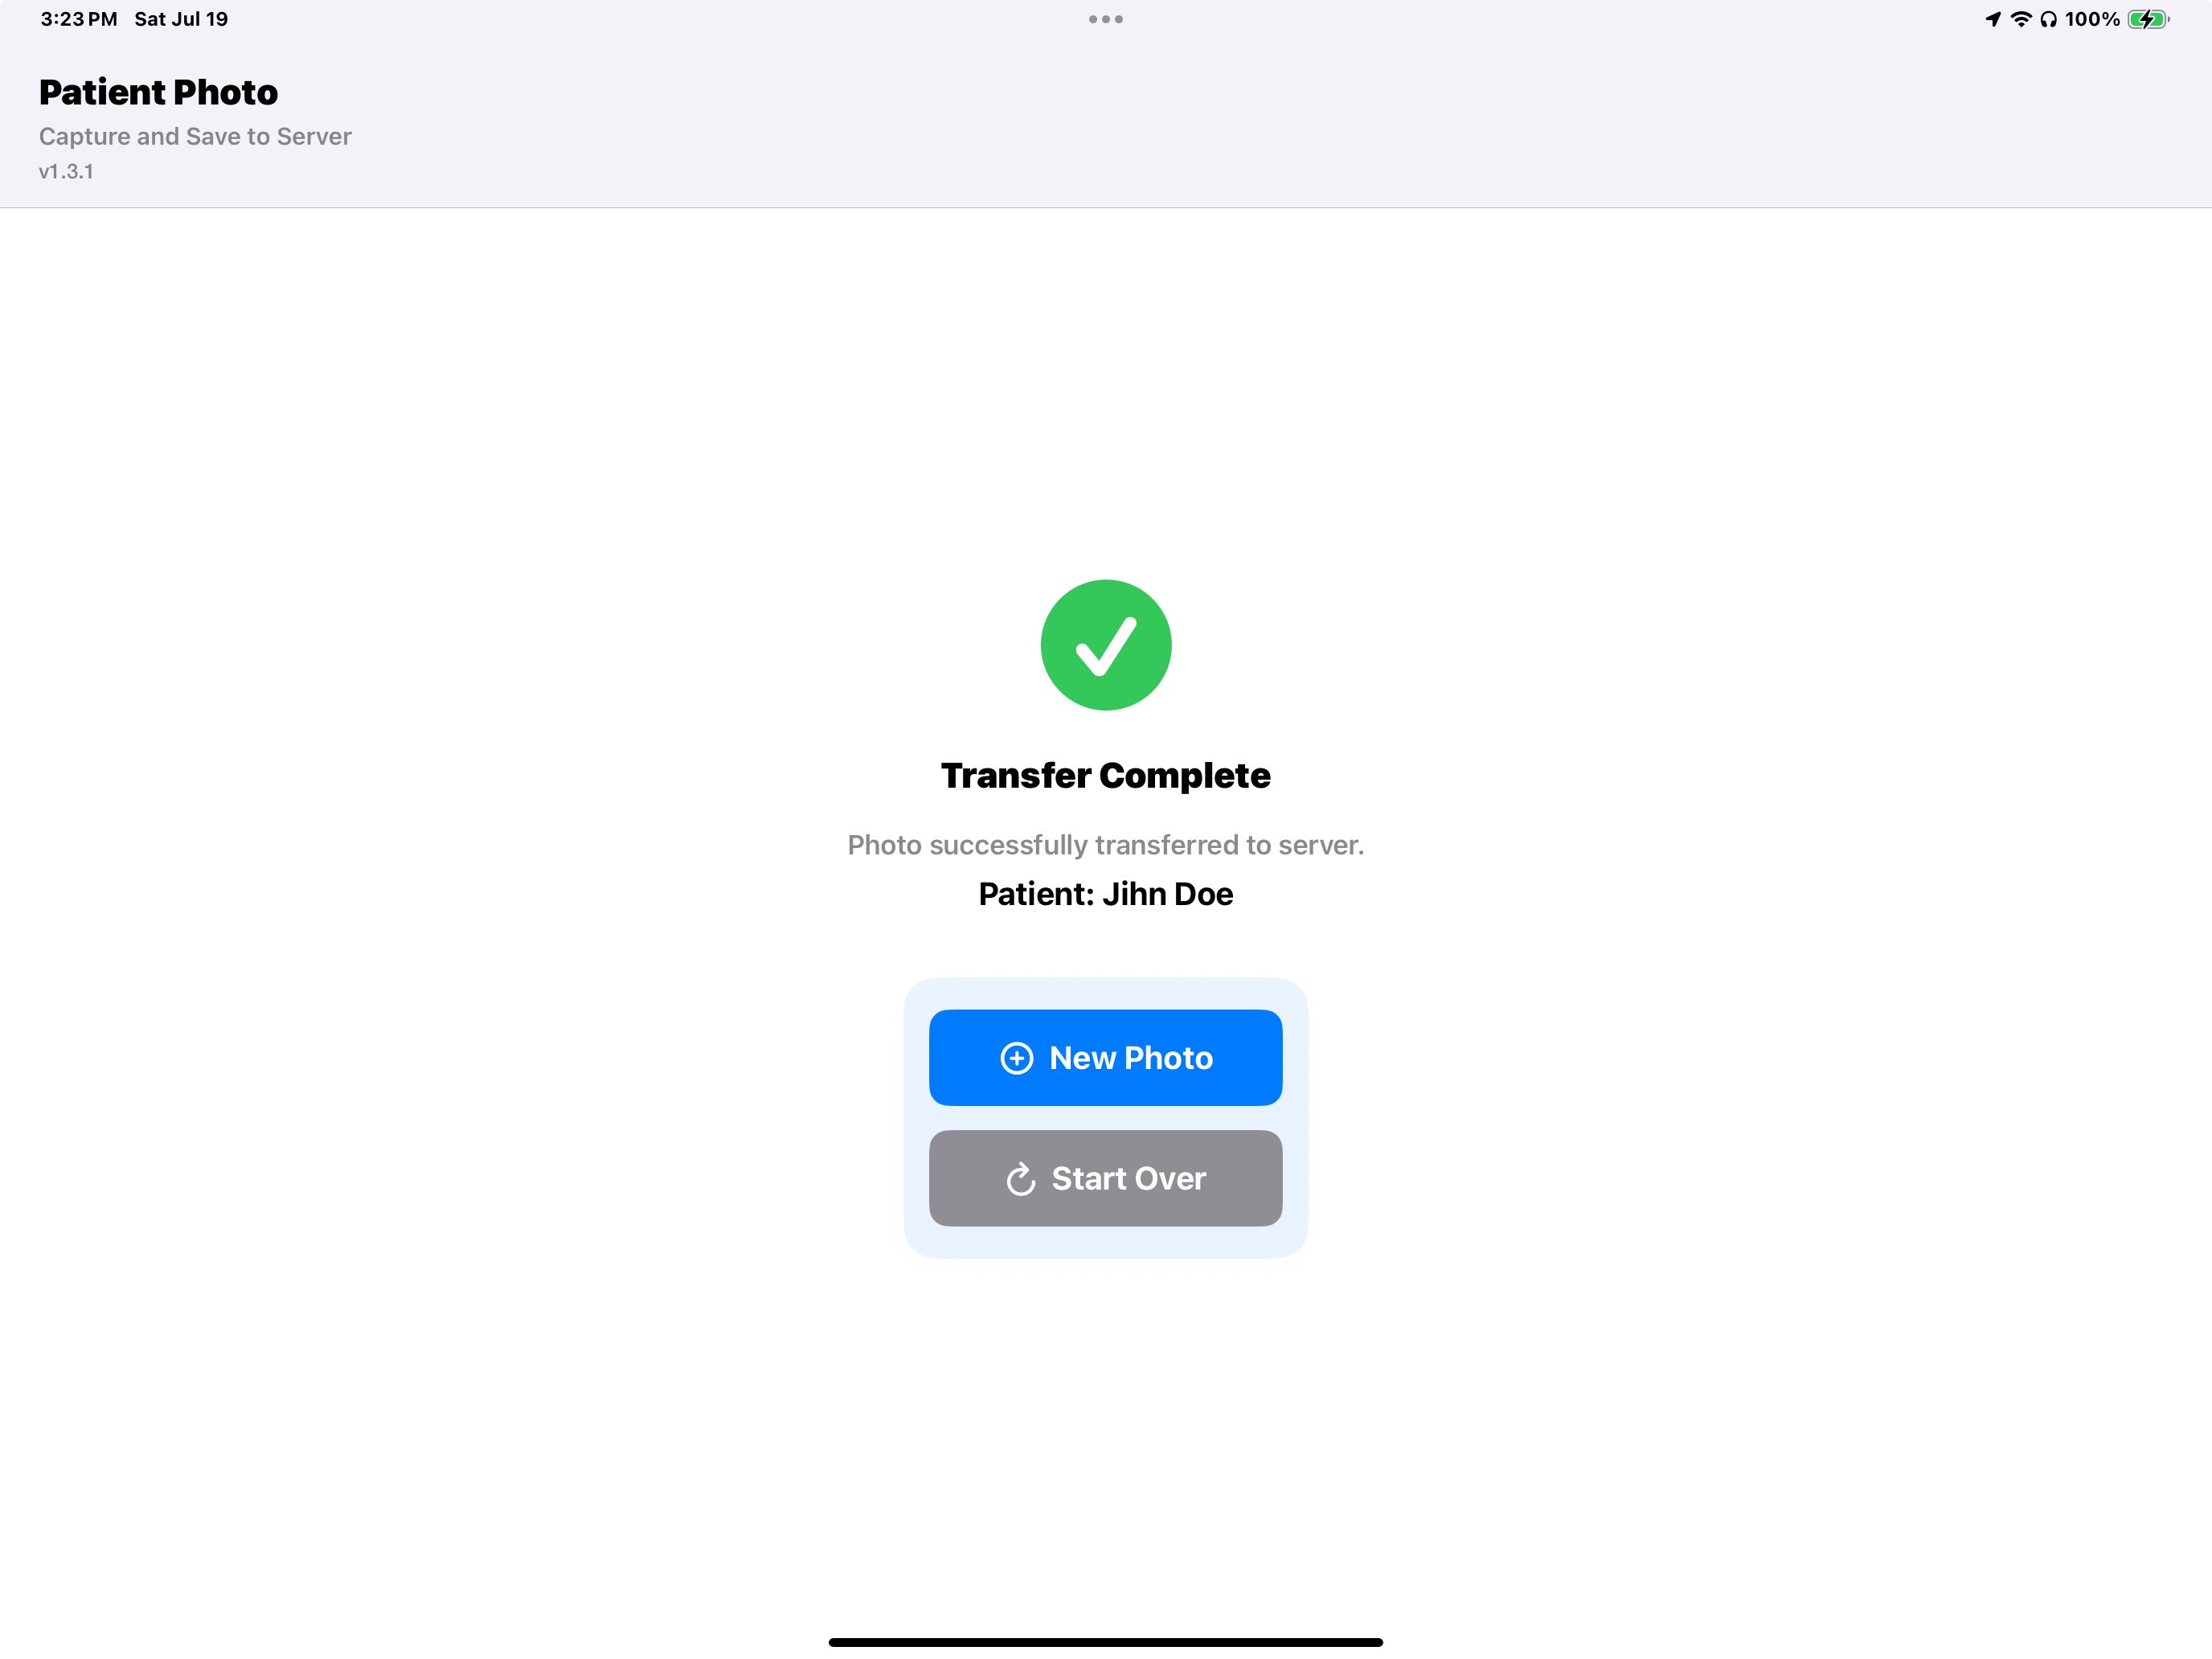 3:23 PM Sat Jul 19 100%
Patient Photo
Capture and Save to Server
v1.3.1
Transfer Complete
Photo successfully transferred to server.
Patient: Jihn Doe
New Photo
Start Over